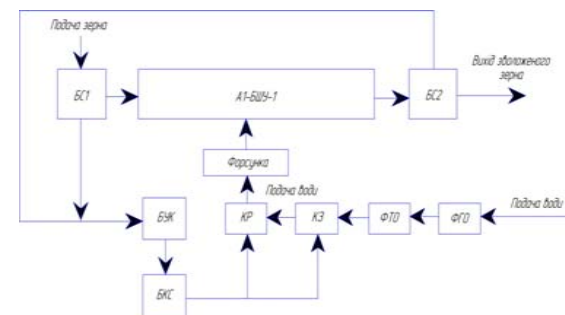 Подача зерна
БС1
А1-БШУ-1
БС2
Вихід зволоженого
зерна
Форсунка
Подача води
БУК
КР
КЗ
ФТО
ФГО
Подача води
БКС